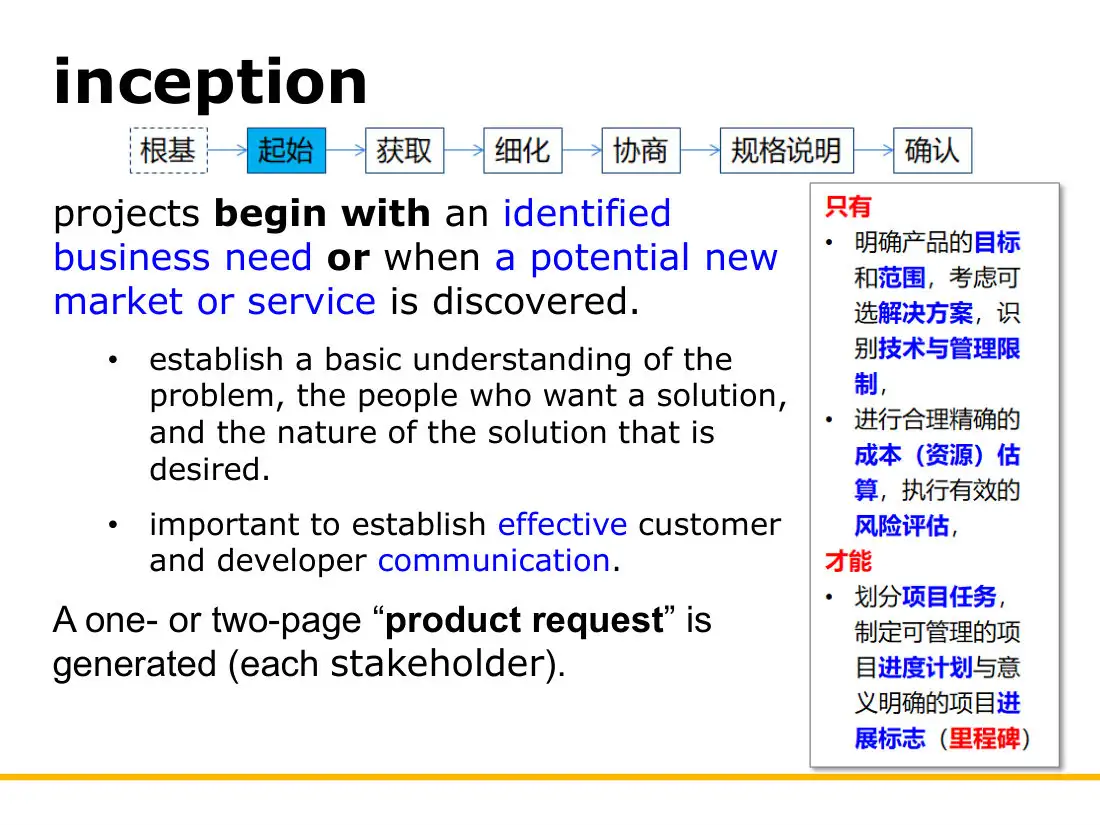 inception
根基 起始 获取 细化 协商 规格说明 确认
projects begin with an identified
business need or when a potential new
market or service is discovered.
• establish a basic understanding of the
problem, the people who want a solution,
and the nature of the solution that is
desired.
• important to establish effective customer
and developer communication.
A one- or two-page “product request” is
generated (each stakeholder).
只有
• 明确产品的目标
和范围，考虑可
选解决方案，识
别技术与管理限
制，
• 进行合理精确的
成本（资源）估
算，执行有效的
风险评估，
才能
• 划分项目任务，
制定可管理的项
目进度计划与意
义明确的项目进
展标志（里程碑）